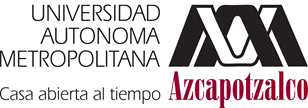 UNIVERSIDAD
AUTONOMA
METROPOLITANA
Casa abierta al tiempo
Azcapotzalco